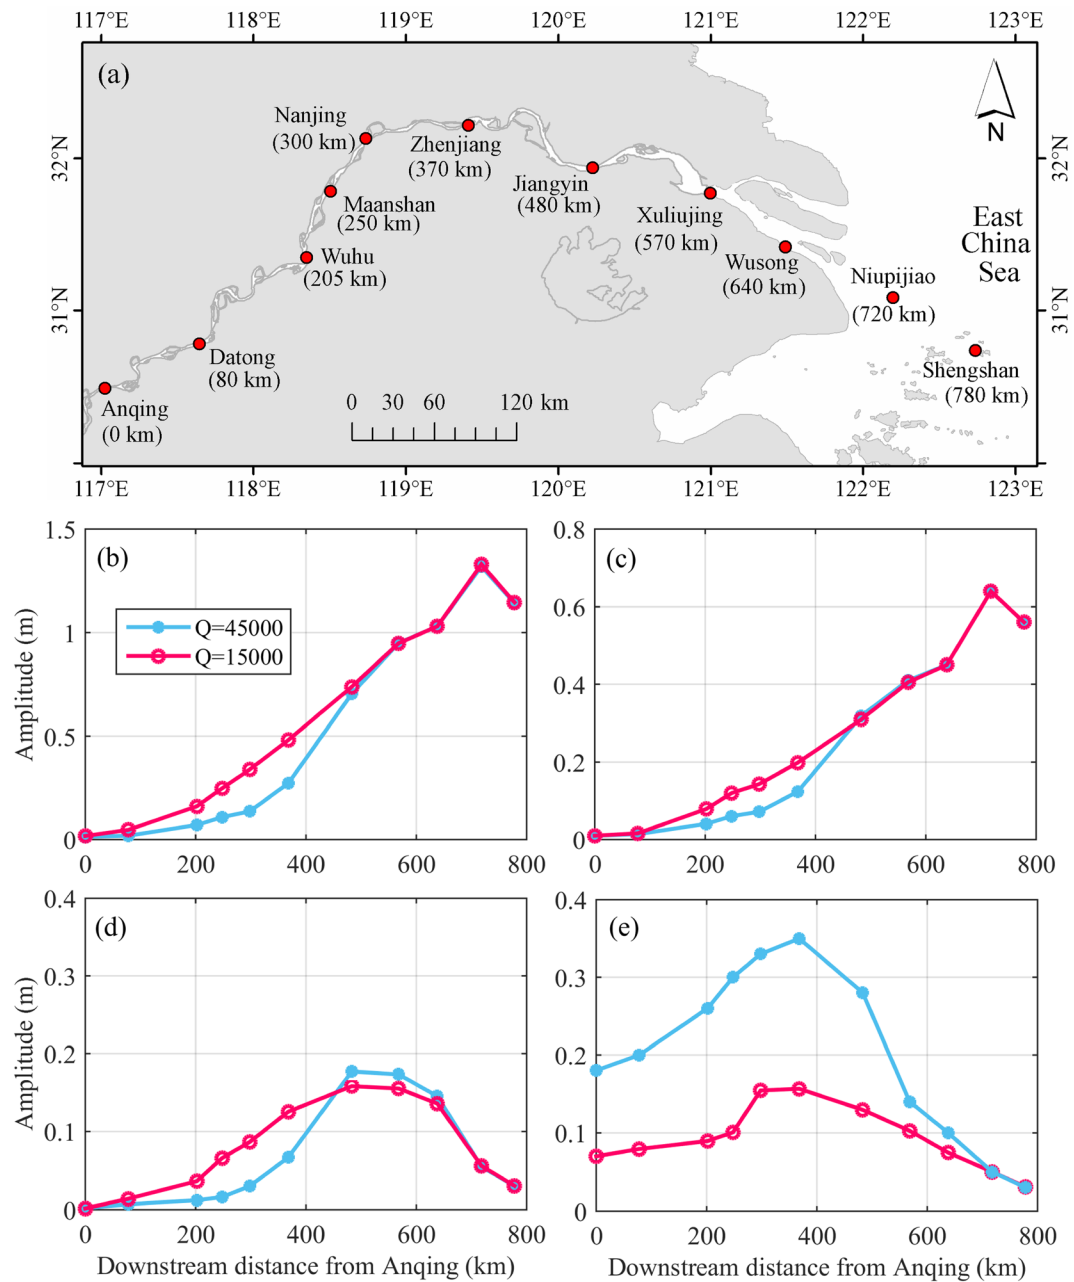 117°E 118°E 119°E 120°E 121°E 122°E 123°E
(a)
N
Nanjing
(300 km)
Zhenjiang
(370 km)
32°N
32°N
Jiangyin
(480 km)
Maanshan
(250 km)
Xuliujing
(570 km)
East
China
Sea
Wuhu
(205 km)
Wusong
(640 km)
Niupijiao
(720 km)
31°N
31°N
Datong
(80 km)
Shengshan
(780 km)
Anqing
(0 km)
0 30 60 120 km
117°E 118°E 119°E 120°E 121°E 122°E 123°E
(b)
1.5
1
0.5
0
Amplitude (m)
Q=45000
Q=15000
0 200 400 600 800
(c)
0.8
0.6
0.4
0.2
0
0 200 400 600 800
(d)
0.4
0.3
0.2
0.1
0
Amplitude (m)
0 200 400 600 800
Downstream distance from Anqing (km)
(e)
0.4
0.3
0.2
0.1
0
0 200 400 600 800
Downstream distance from Anqing (km)